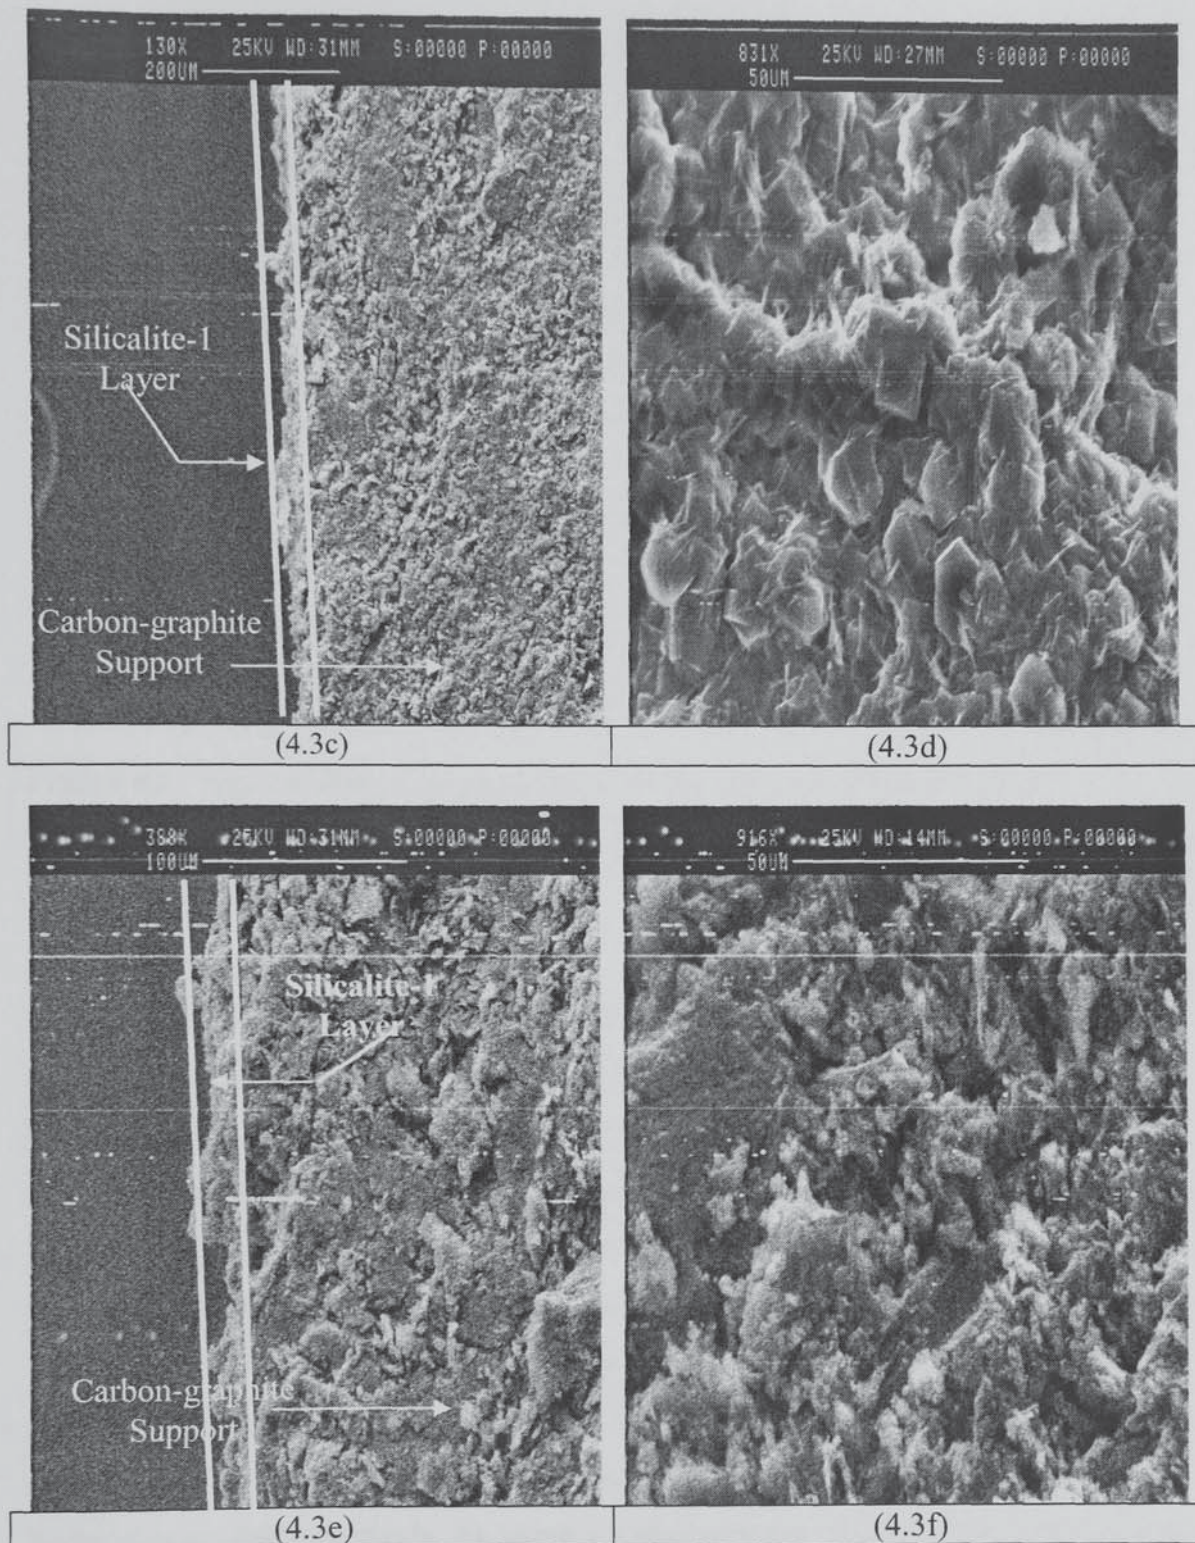 130X 25KV WD:31MM S:00000 P:00000
200UM
Silicalite-1
Layer
Carbon-graphite
Support
(4.3c)
831X 25KV WD:27MM S:00000 P:00000
50UM
(4.3d)
25KV WD:31MM S:00000 P:00000
100UM
Silicalite-1
Layer
Carbon-graphite
Support
(4.3e)
916X 25KV WD:14MM S:00000 P:00000
50UM
(4.3f)